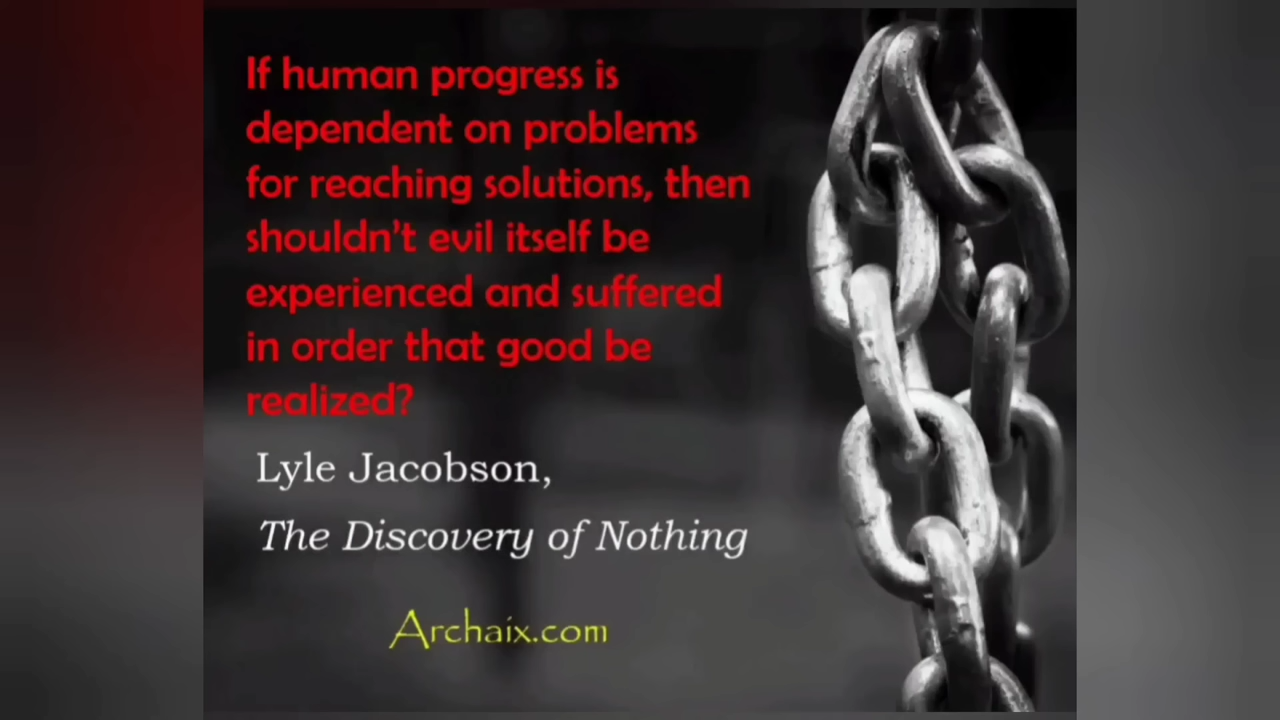 If human progress is
dependent on problems
for reaching solutions, then
shouldn't evil itself be
experienced and suffered
in order that good be
realized?
Lyle Jacobson,
The Discovery of Nothing
Archaix.com